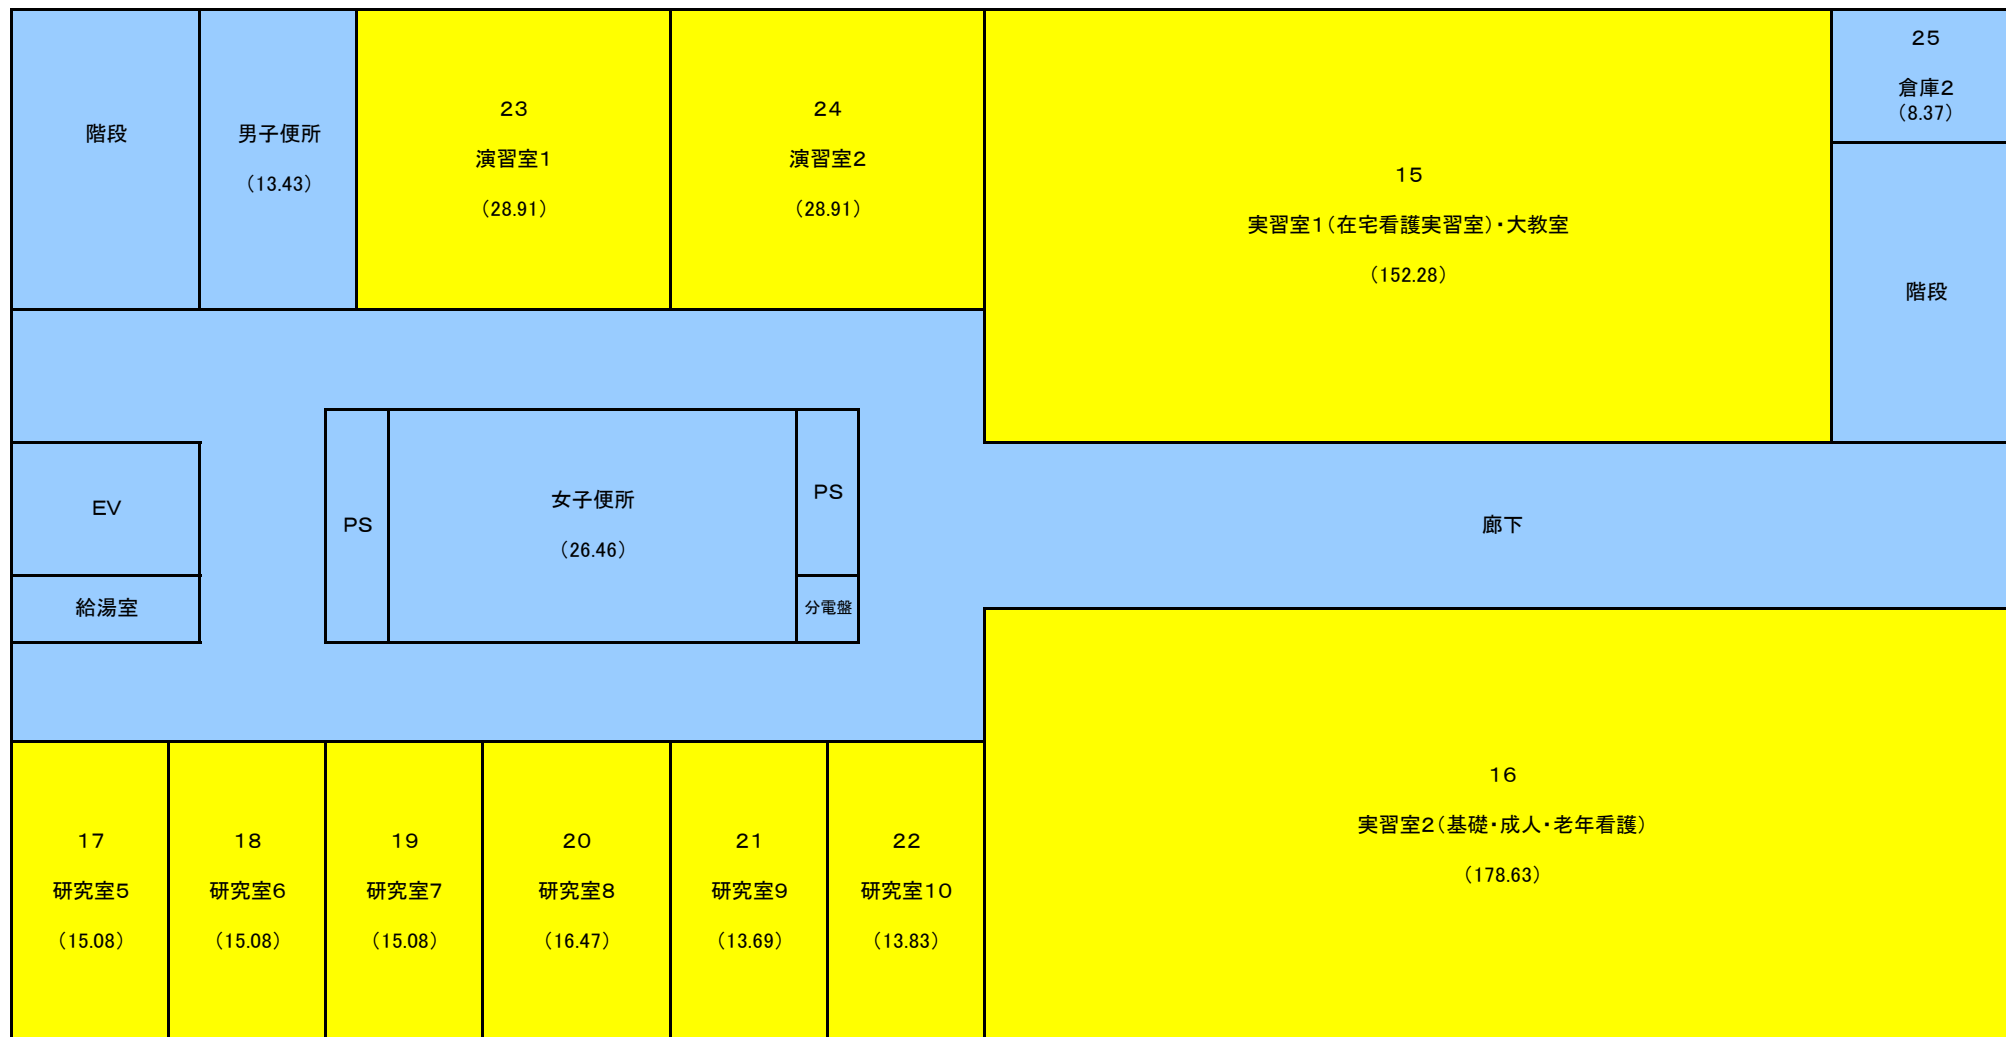 階段
男子便所
（13.43）
２３
演習室１
（28.91）
２４
演習室２
（28.91）
１５
実習室１（在宅看護実習室）・大教室
（152.28）
２５
倉庫２
（8.37）
階段
ＥＶ
給湯室
ＰＳ
女子便所
（26.46）
ＰＳ
分電盤
廊下
１７
研究室５
（15.08）
１８
研究室６
（15.08）
１９
研究室７
（15.08）
２０
研究室８
（16.47）
２１
研究室９
（13.69）
２２
研究室１０
（13.83）
１６
実習室２（基礎・成人・老年看護）
（178.63）